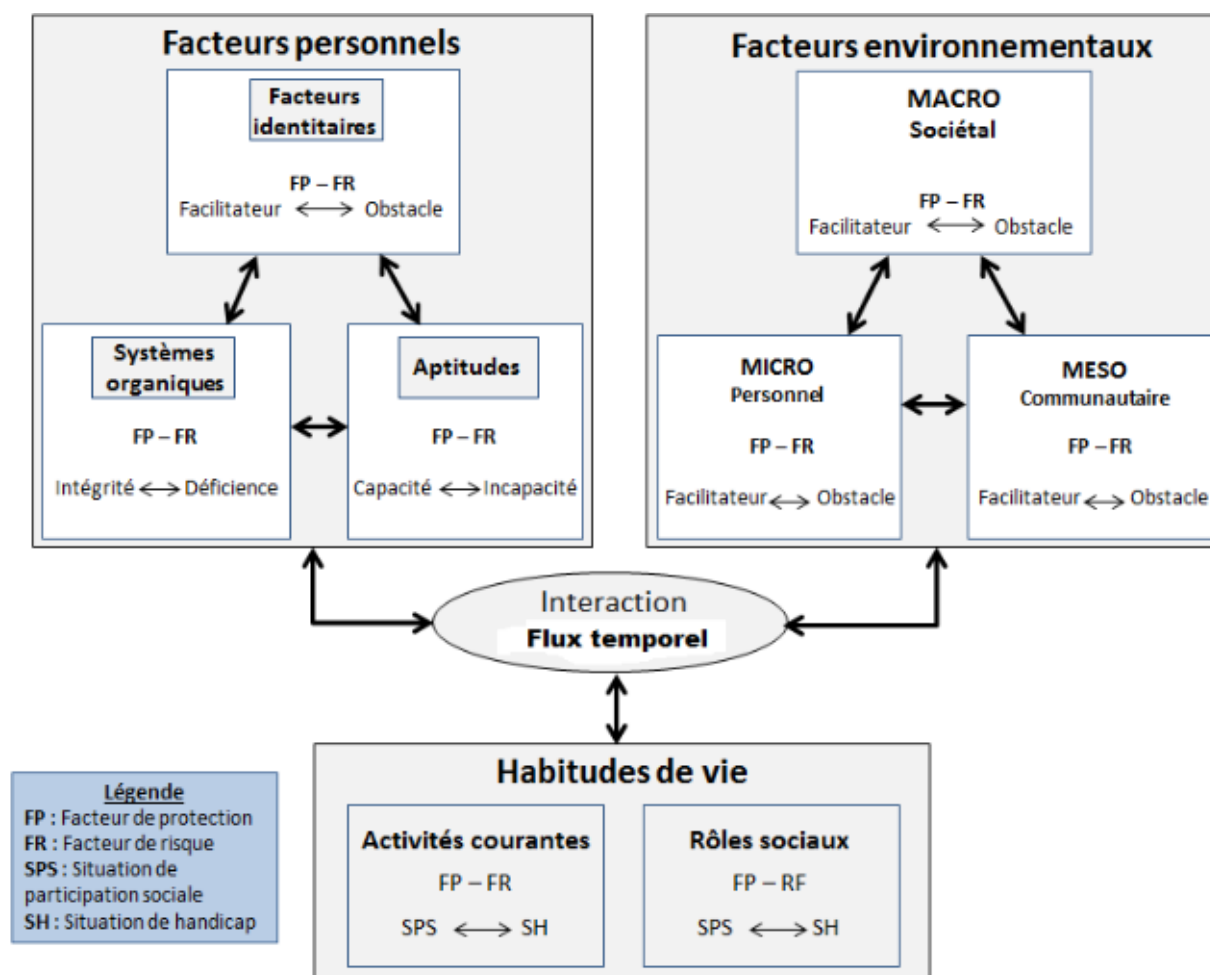 Facteurs personnels
Facteurs
identitaires
FP – FR
Facilitateur Obstacle
Systèmes
organiques
FP – FR
Intégrité Déficience
Aptitudes
FP – FR
Capacité Incapacité
Facteurs environnementaux
MACRO
Sociétal
FP – FR
Facilitateur Obstacle
MICRO
Personnel
FP – FR
Facilitateur Obstacle
MESO
Communautaire
FP – FR
Facilitateur Obstacle
Interaction
Flux temporel
Habitudes de vie
Activités courantes
FP – FR
SPS SH
Rôles sociaux
FP – RF
SPS SH
Légende
FP : Facteur de protection
FR : Facteur de risque
SPS : Situation de
participation sociale
SH : Situation de handicap